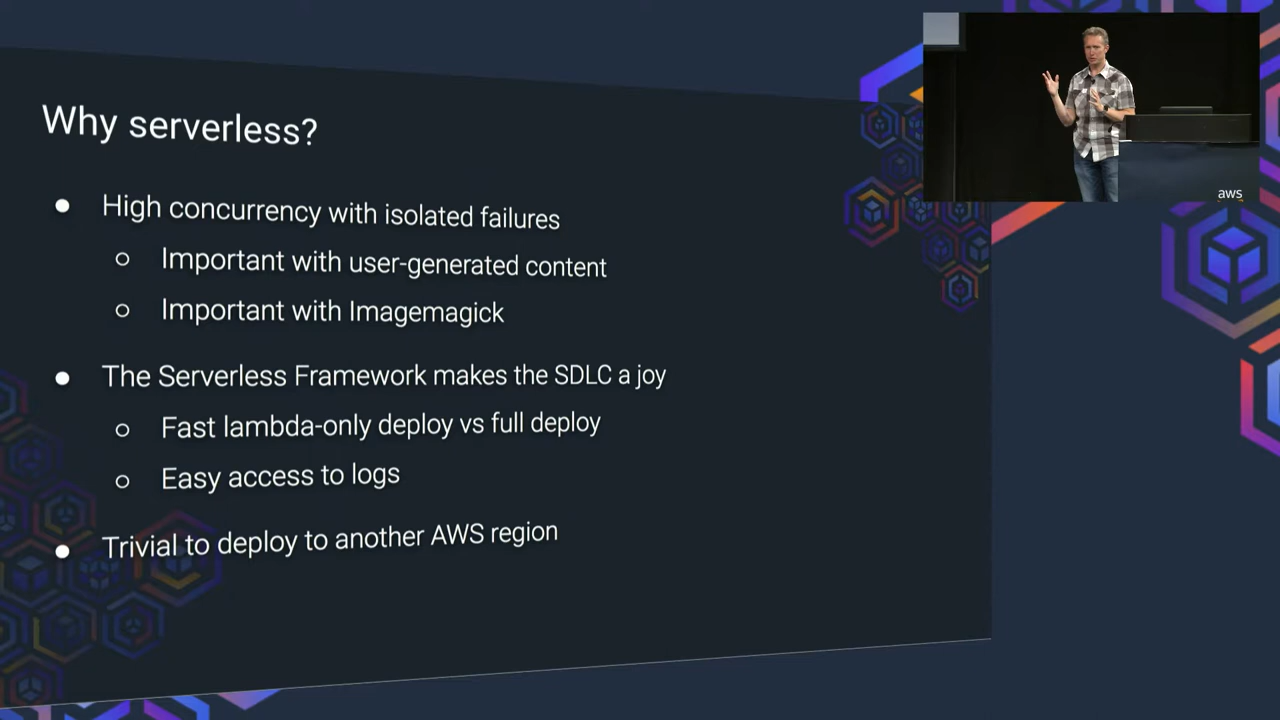 Why serverless?
● High concurrency with isolated failures
○ Important with user-generated content
○ Important with Imagemagick
● The Serverless Framework makes the SDLC a joy
○ Fast lambda-only deploy vs full deploy
○ Easy access to logs
● Trivial to deploy to another AWS region
aws